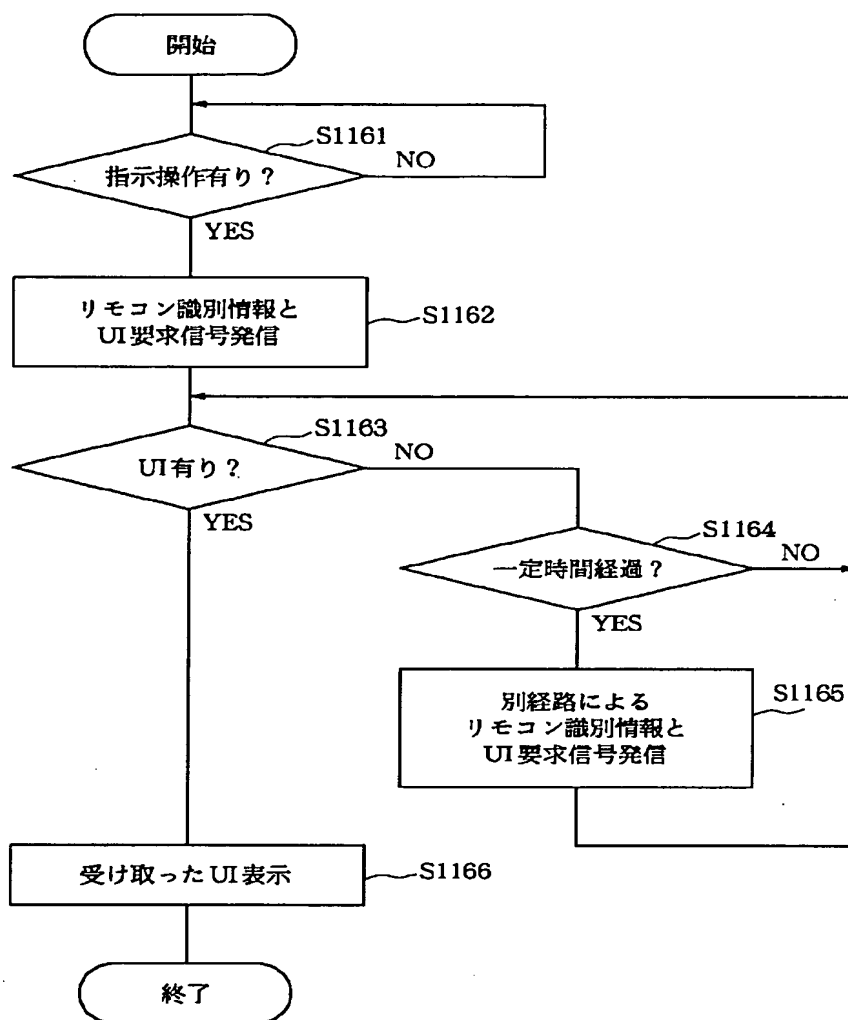 開始
S1161
指示操作有り?
NO
YES
リモコン識別情報と
UI要求信号発信
S1162
S1163
UI有り?
NO
YES
S1164
一定時間経過?
NO
YES
別経路による
リモコン識別情報と
UI要求信号発信
S1165
受け取ったUI表示
S1166
終了